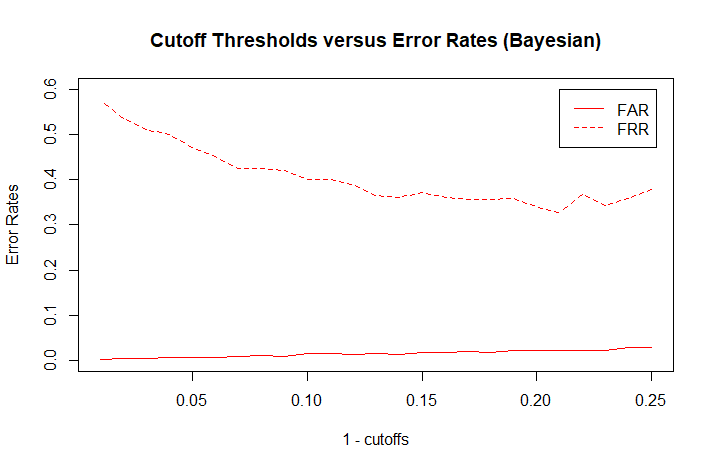 Cutoff Thresholds versus Error Rates (Bayesian)
FAR
FRR
Error Rates
0.6
0.5
0.4
0.3
0.2
0.1
0.0
0.05 0.10 0.15 0.20 0.25
1 - cutoffs